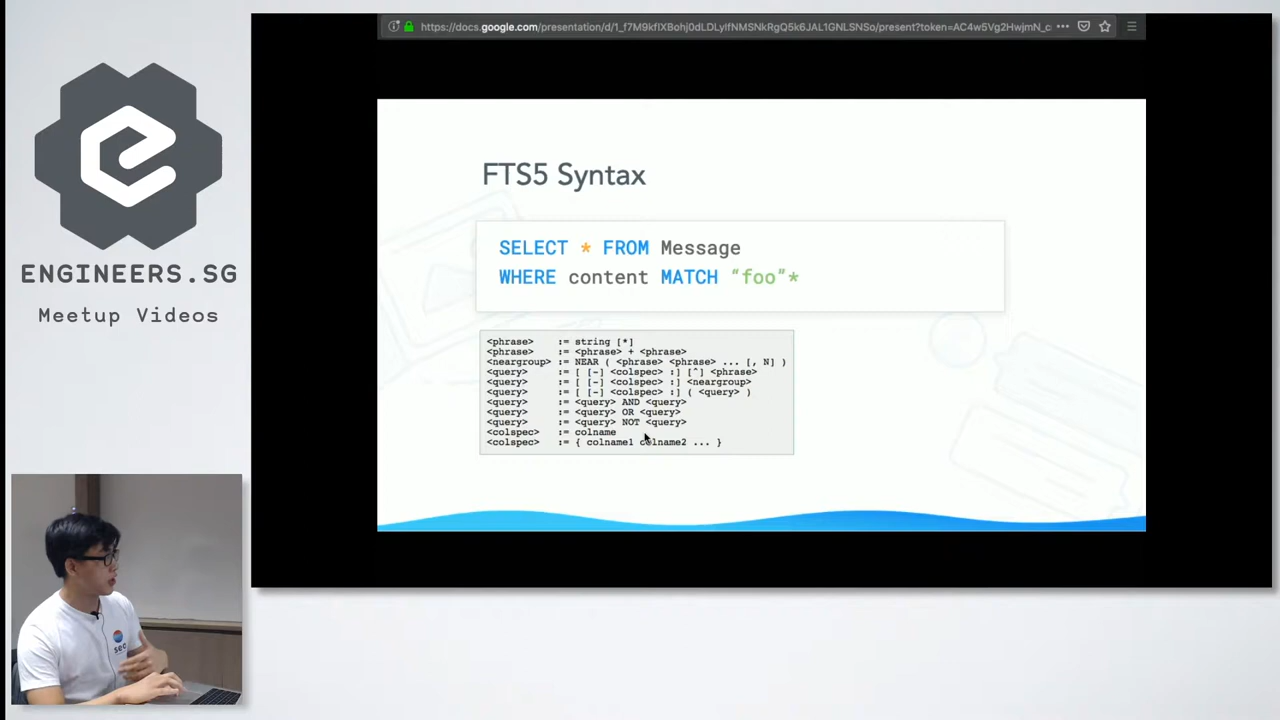 https://docs.google.com/presentation/d/1_f7M9kfIXBohj0dLDLyIfNMSNkRgQ5k6JAL1GNLSNSo/present?token=AC4w5Vg2HwjmN_c
ENGINEERS.SG
Meetup Videos
FTS5 Syntax
SELECT * FROM Message
WHERE content MATCH “foo”*
<phrase> := string [*]
<phrase> := <phrase> + <phrase>
<neargroup> := NEAR ( <phrase> <phrase> ... [, N] )
<query> := [ [-] <colspec> :] [^] <phrase>
<query> := [ [-] <colspec> :] <neargroup>
<query> := [ [-] <colspec> :] ( <query> )
<query> := <query> AND <query>
<query> := <query> OR <query>
<query> := <query> NOT <query>
<colspec> := colname
<colspec> := { colname1 colname2 ... }
sea